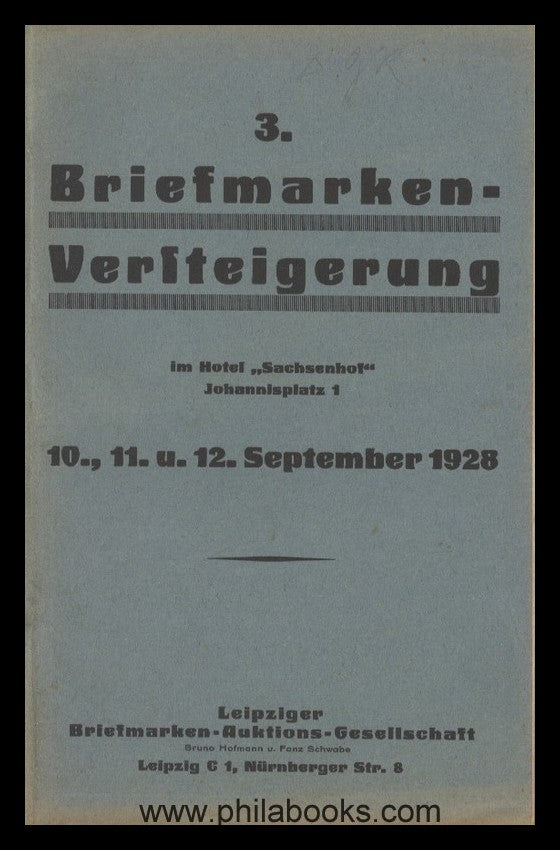 3.
Briefmarken-
Versteigerung
im Hotel „Sachsenhof“
Johannisplatz 1
10., 11. u. 12. September 1928
Leipziger
Briefmarken-Auktions-Gesellschaft
Bruno Hofmann u. Fanz Schwabe
Leipzig C 1, Nürnberger Str. 8
www.philabooks.com